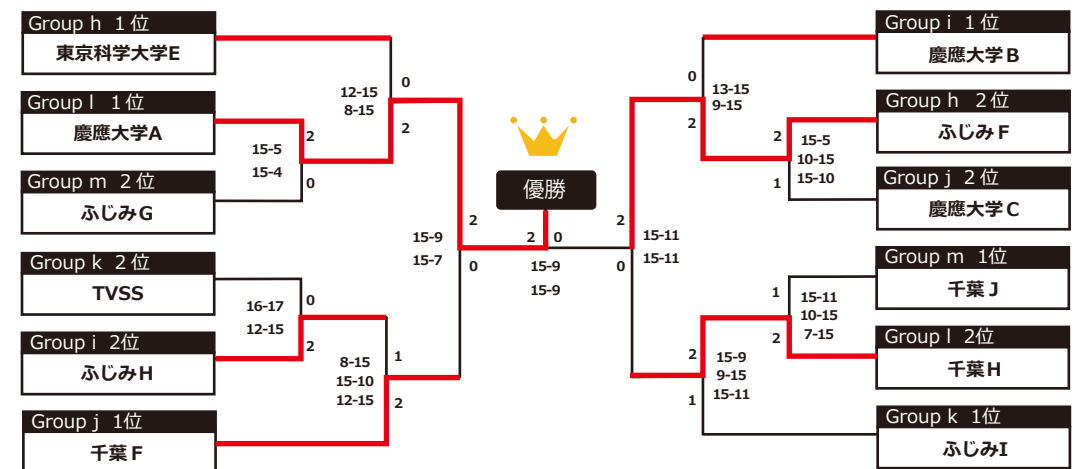 Group h 1位
東京科学大学E
Group l 1位
慶應大学A
Group m 2位
ふじみG
Group k 2位
TVSS
Group i 2位
ふじみH
Group j 1位
千葉F
12-15
8-15
0
2
15-5
15-4
2
0
16-17
12-15
0
2
8-15
15-10
12-15
1
2
15-9
15-7
2
0
優勝
2
0
15-9
15-9
2
0
15-11
15-11
0
2
13-15
9-15
2
1
15-5
10-15
15-10
1
2
15-11
10-15
7-15
2
1
15-9
9-15
15-11
Group i 1位
慶應大学B
Group h 2位
ふじみF
Group j 2位
慶應大学C
Group m 1位
千葉J
Group l 2位
千葉H
Group k 1位
ふじみI